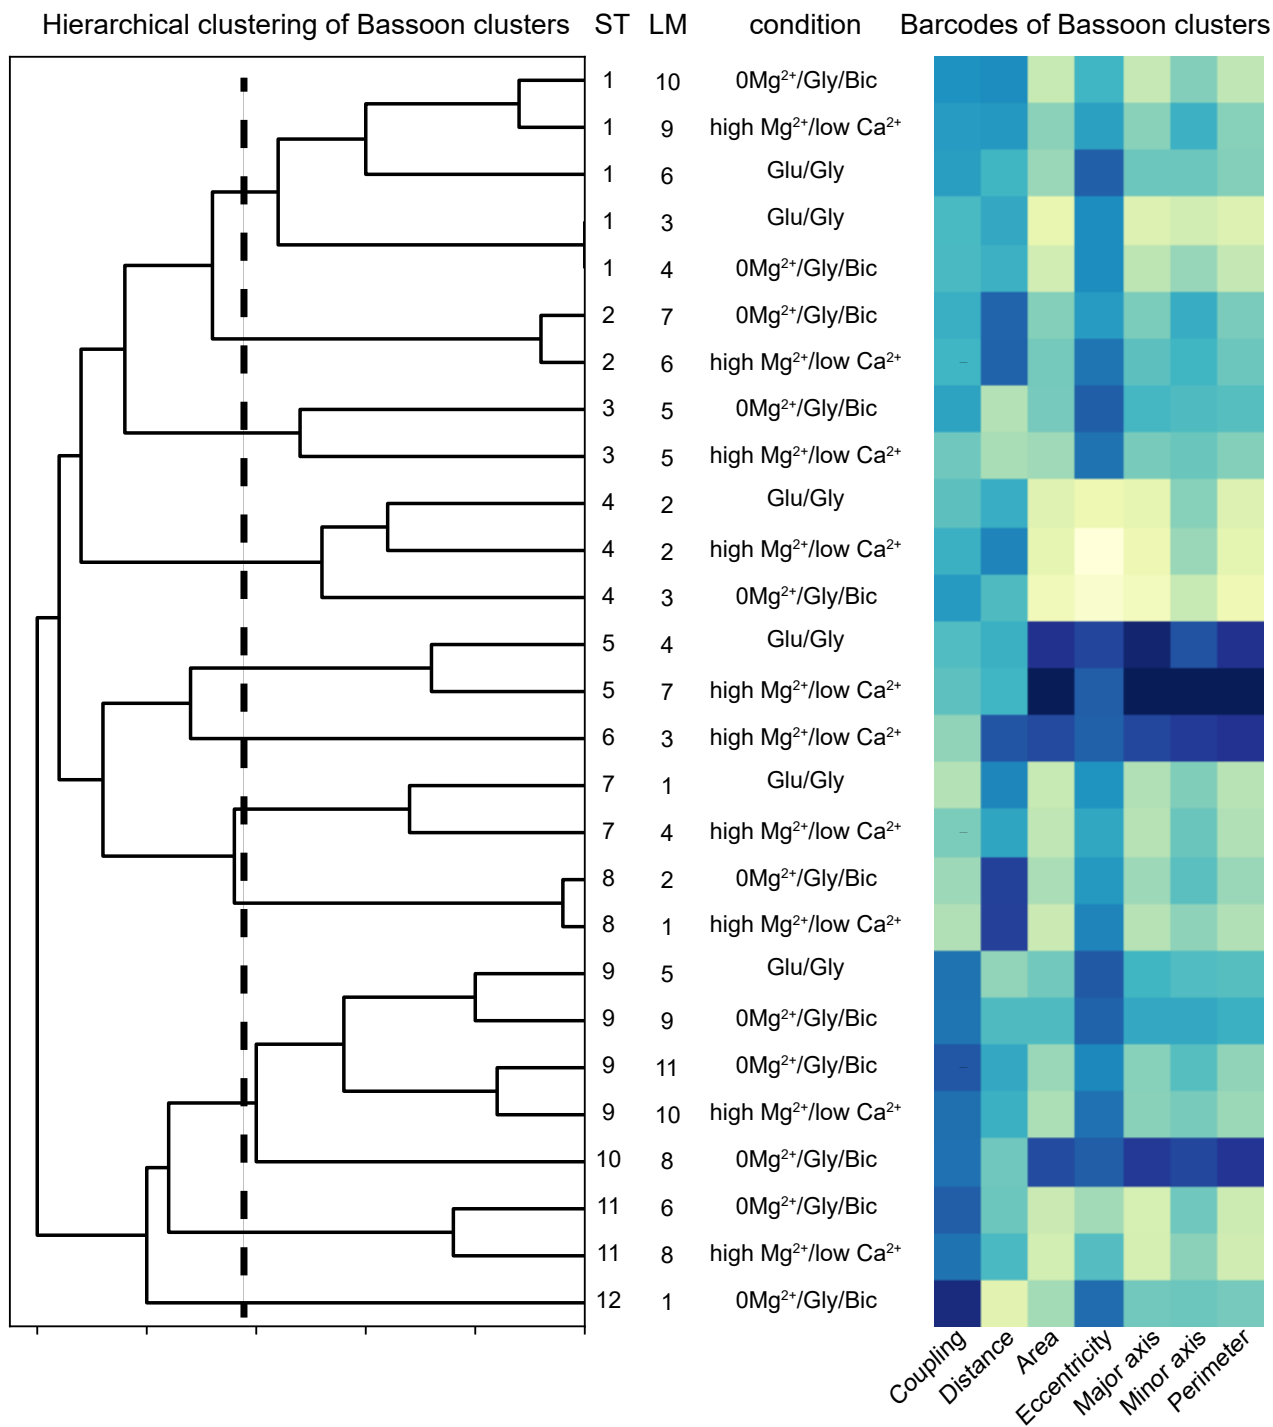 Hierarchical clustering of Bassoon clusters ST LM condition Barcodes of Bassoon clusters
1 10 0Mg²⁺/Gly/Bic
1 9 high Mg²⁺/low Ca²⁺
1 6 Glu/Gly
1 3 Glu/Gly
1 4 0Mg²⁺/Gly/Bic
2 7 0Mg²⁺/Gly/Bic
2 6 high Mg²⁺/low Ca²⁺
3 5 0Mg²⁺/Gly/Bic
3 5 high Mg²⁺/low Ca²⁺
4 2 Glu/Gly
4 2 high Mg²⁺/low Ca²⁺
4 3 0Mg²⁺/Gly/Bic
5 4 Glu/Gly
5 7 high Mg²⁺/low Ca²⁺
6 3 high Mg²⁺/low Ca²⁺
7 1 Glu/Gly
7 4 high Mg²⁺/low Ca²⁺
8 2 0Mg²⁺/Gly/Bic
8 1 high Mg²⁺/low Ca²⁺
9 5 Glu/Gly
9 9 0Mg²⁺/Gly/Bic
9 11 0Mg²⁺/Gly/Bic
9 10 high Mg²⁺/low Ca²⁺
10 8 0Mg²⁺/Gly/Bic
11 6 0Mg²⁺/Gly/Bic
11 8 high Mg²⁺/low Ca²⁺
12 1 0Mg²⁺/Gly/Bic
Coupling
Distance
Area
Eccentricity
Major axis
Minor axis
Perimeter